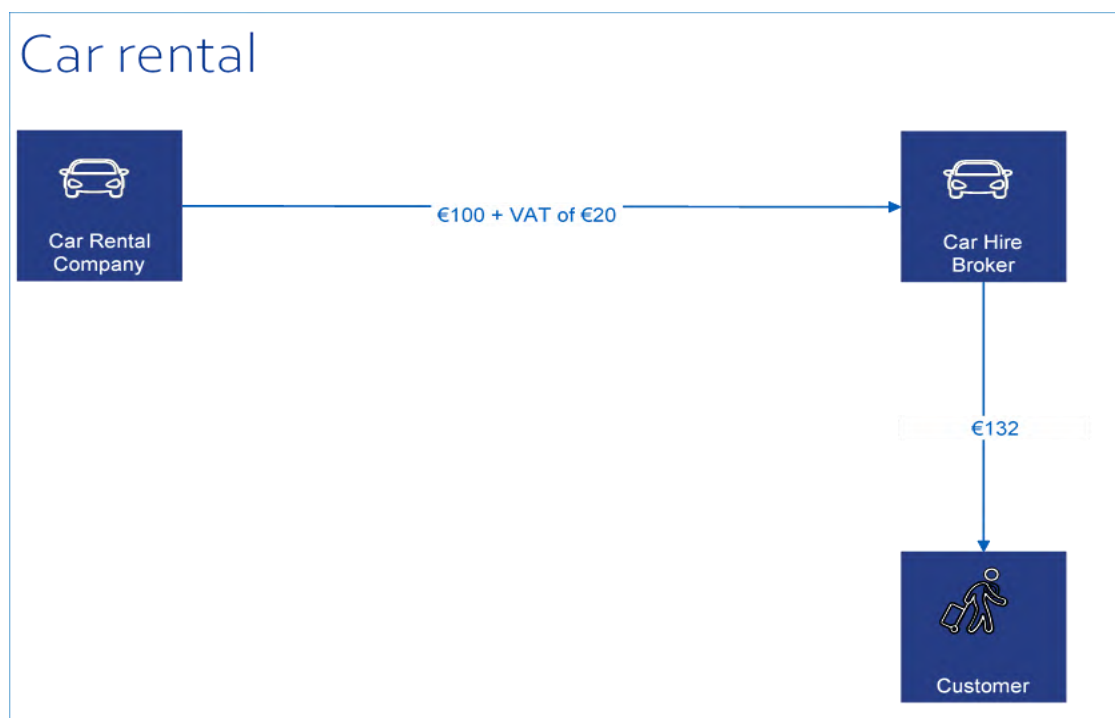 Car rental
Car Rental
Company
€100 + VAT of €20
Car Hire
Broker
€132
Customer